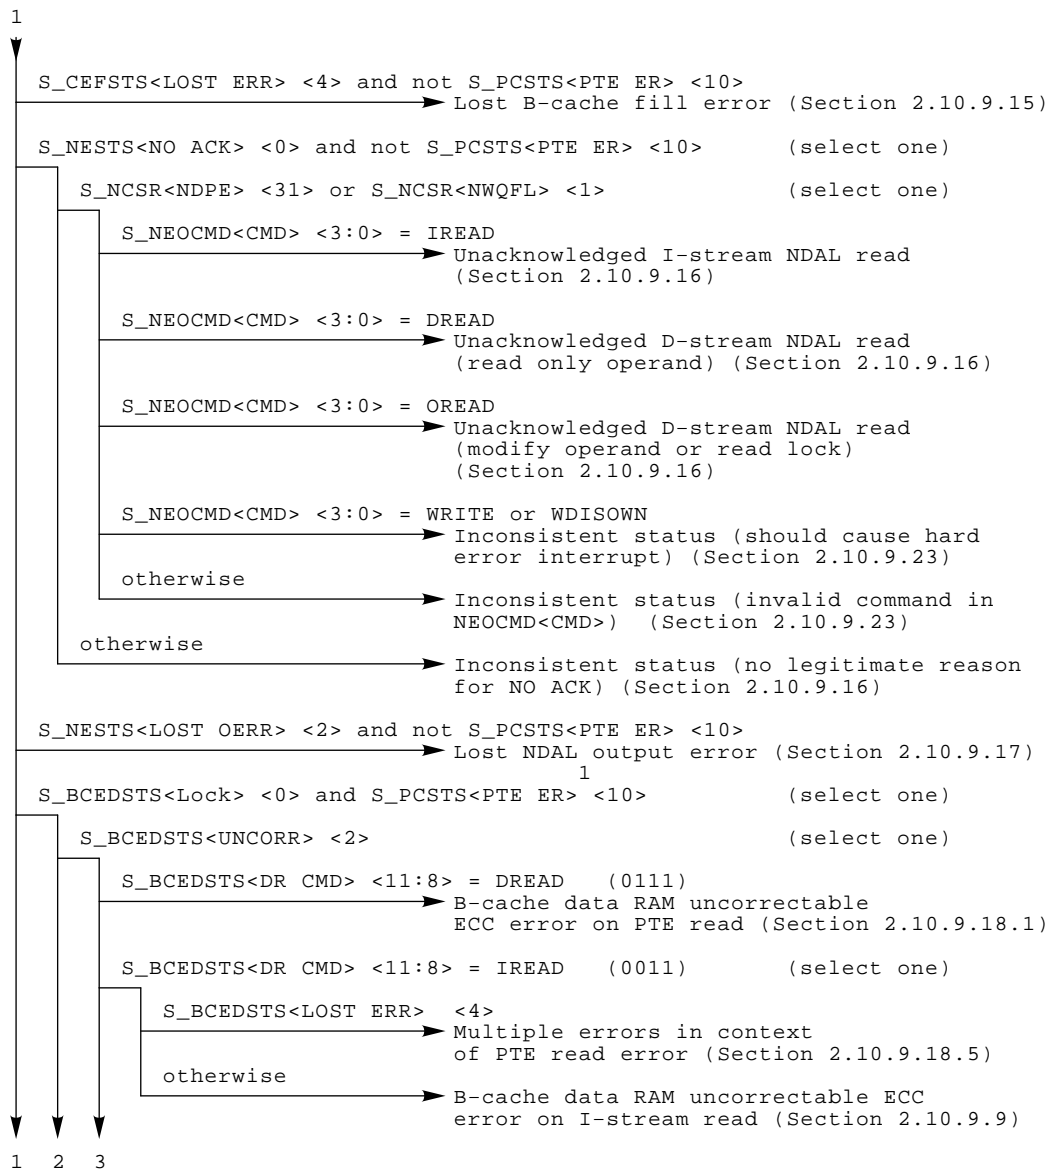 1
S_CEFSTS<LOST ERR> <4> and not S_PCSTS<PTE ER> <10>
Lost B-cache fill error (Section 2.10.9.15)
S_NESTS<NO ACK> <0> and not S_PCSTS<PTE ER> <10> (select one)
S_NCSR<NDPE> <31> or S_NCSR<NWQFL> <1> (select one)
S_NEOCMD<CMD> <3:0> = IREAD
Unacknowledged I-stream NDAL read
(Section 2.10.9.16)
S_NEOCMD<CMD> <3:0> = DREAD
Unacknowledged D-stream NDAL read
(read only operand) (Section 2.10.9.16)
S_NEOCMD<CMD> <3:0> = OREAD
Unacknowledged D-stream NDAL read
(modify operand or read lock)
(Section 2.10.9.16)
S_NEOCMD<CMD> <3:0> = WRITE or WDISOWN
Inconsistent status (should cause hard
error interrupt) (Section 2.10.9.23)
otherwise
Inconsistent status (invalid command in
NEOCMD<CMD>) (Section 2.10.9.23)
otherwise
Inconsistent status (no legitimate reason
for NO ACK) (Section 2.10.9.16)
S_NESTS<LOST OERR> <2> and not S_PCSTS<PTE ER> <10>
Lost NDAL output error (Section 2.10.9.17)
1
S_BCEDSTS<Lock> <0> and S_PCSTS<PTE ER> <10> (select one)
S_BCEDSTS<UNCORR> <2> (select one)
S_BCEDSTS<DR CMD> <11:8> = DREAD (0111)
B-cache data RAM uncorrectable
ECC error on PTE read (Section 2.10.9.18.1)
S_BCEDSTS<DR CMD> <11:8> = IREAD (0011) (select one)
S_BCEDSTS<LOST ERR> <4>
Multiple errors in context
of PTE read error (Section 2.10.9.18.5)
otherwise
B-cache data RAM uncorrectable ECC
error on I-stream read (Section 2.10.9.9)
1 2 3